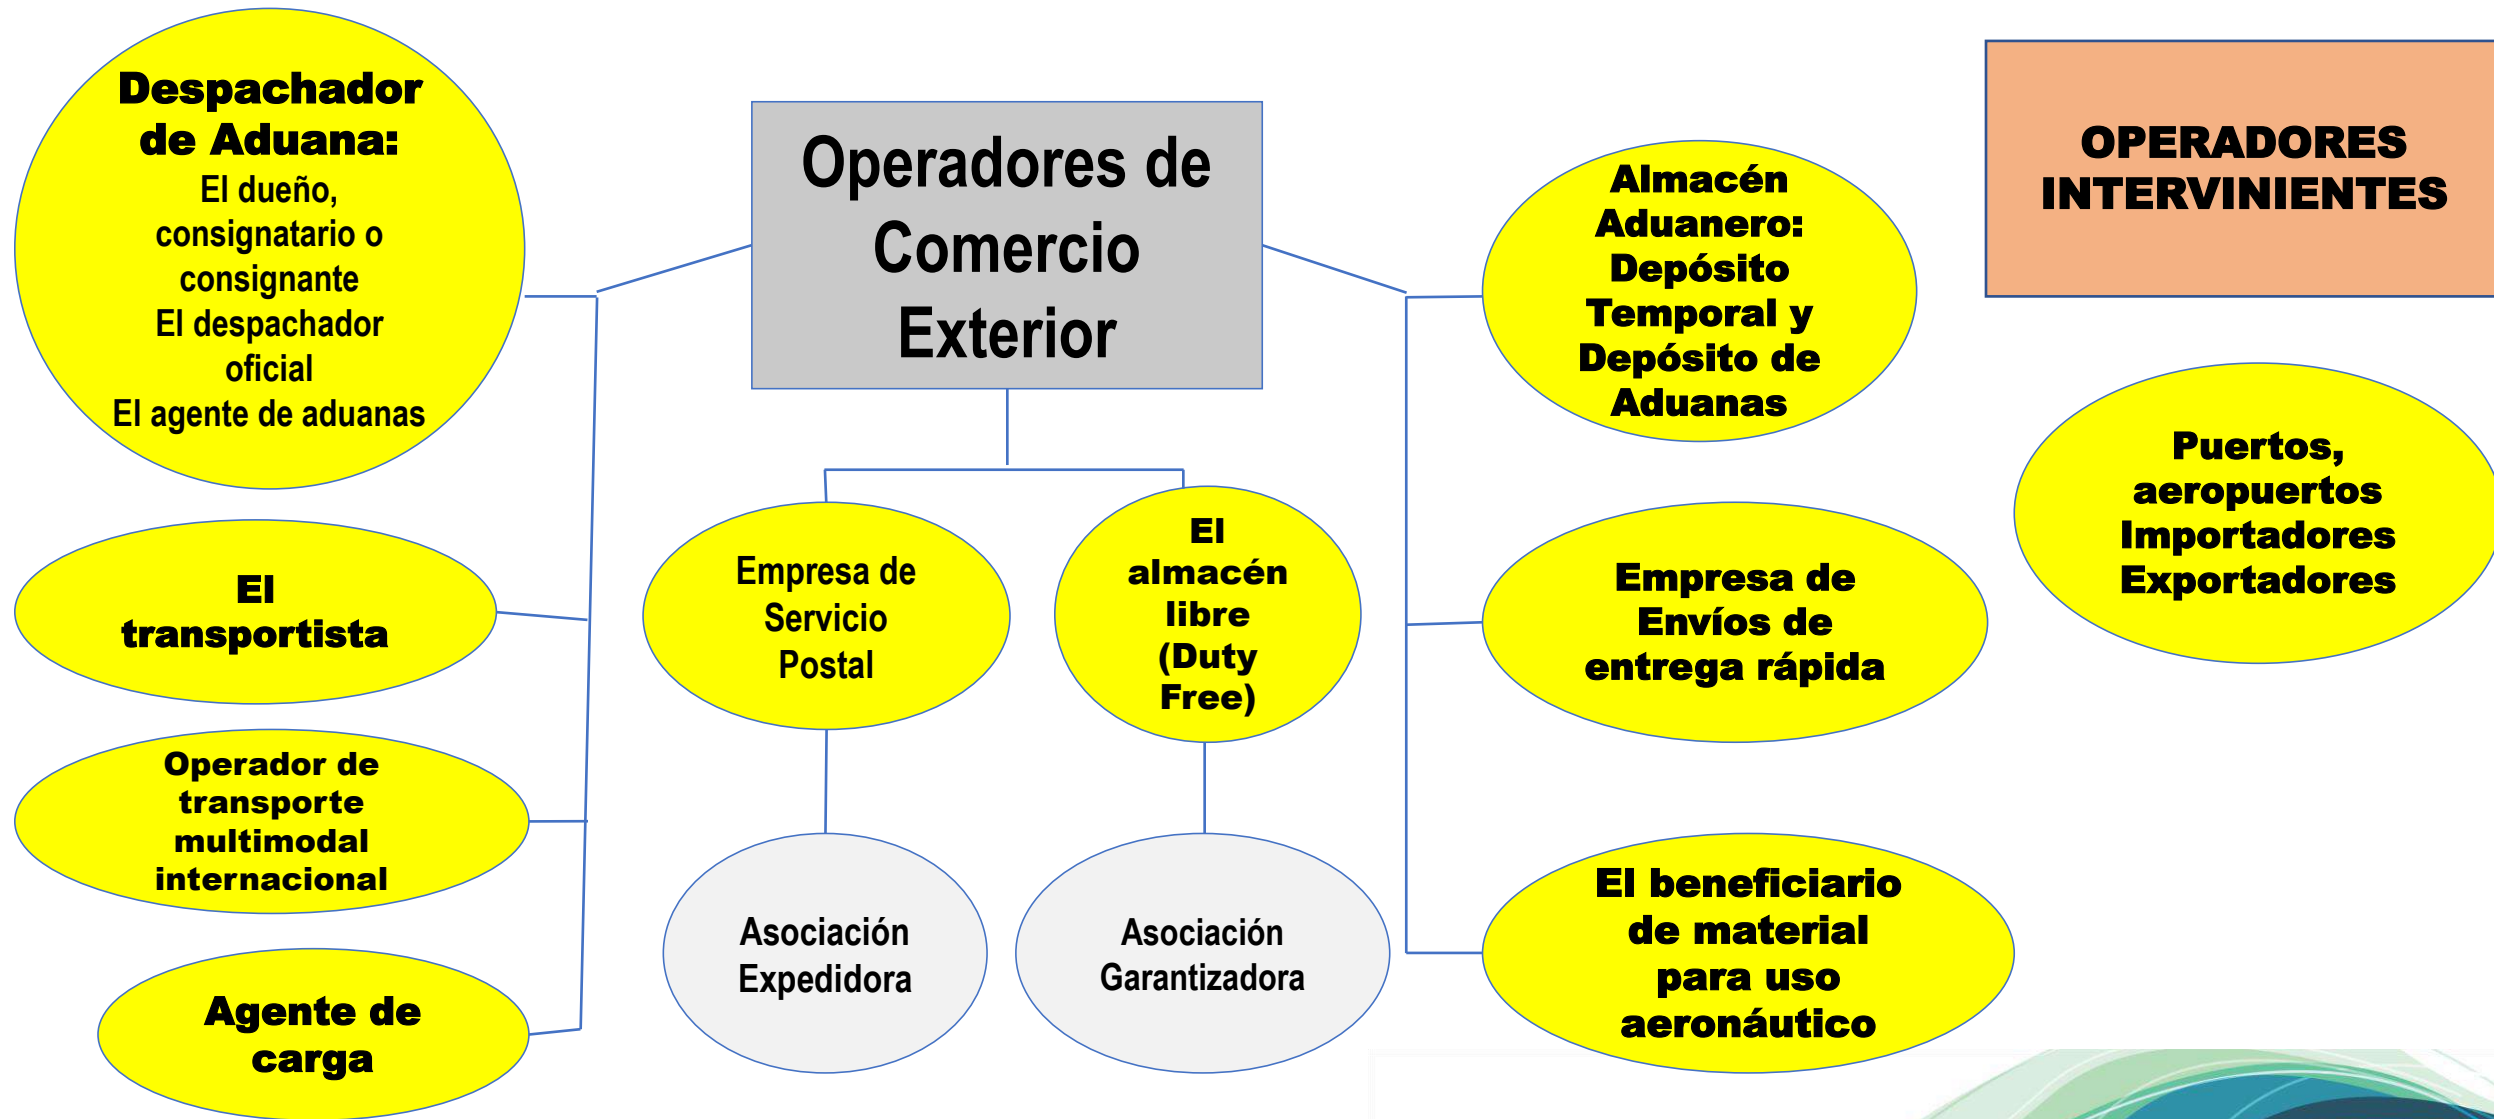 Despachador
de Aduana:
El dueño,
consignatario o
consignante
El despachador
oficial
El agente de aduanas
Operadores de
Comercio
Exterior
Almacén
Aduanero:
Depósito
Temporal y
Depósito de
Aduanas
OPERADORES
INTERVINIENTES
Puertos,
aeropuertos
Importadores
Exportadores
El
transportista
Empresa de
Servicio
Postal
El
almacén
libre
(Duty
Free)
Empresa de
Envíos de
entrega rápida
Operador de
transporte
multimodal
internacional
Asociación
Expedidora
Asociación
Garantizadora
El beneficiario
de material
para uso
aeronáutico
Agente de
carga